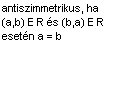 antiszimmetrikus, ha
(a,b) E R és (b,a) E R
esetén a = b